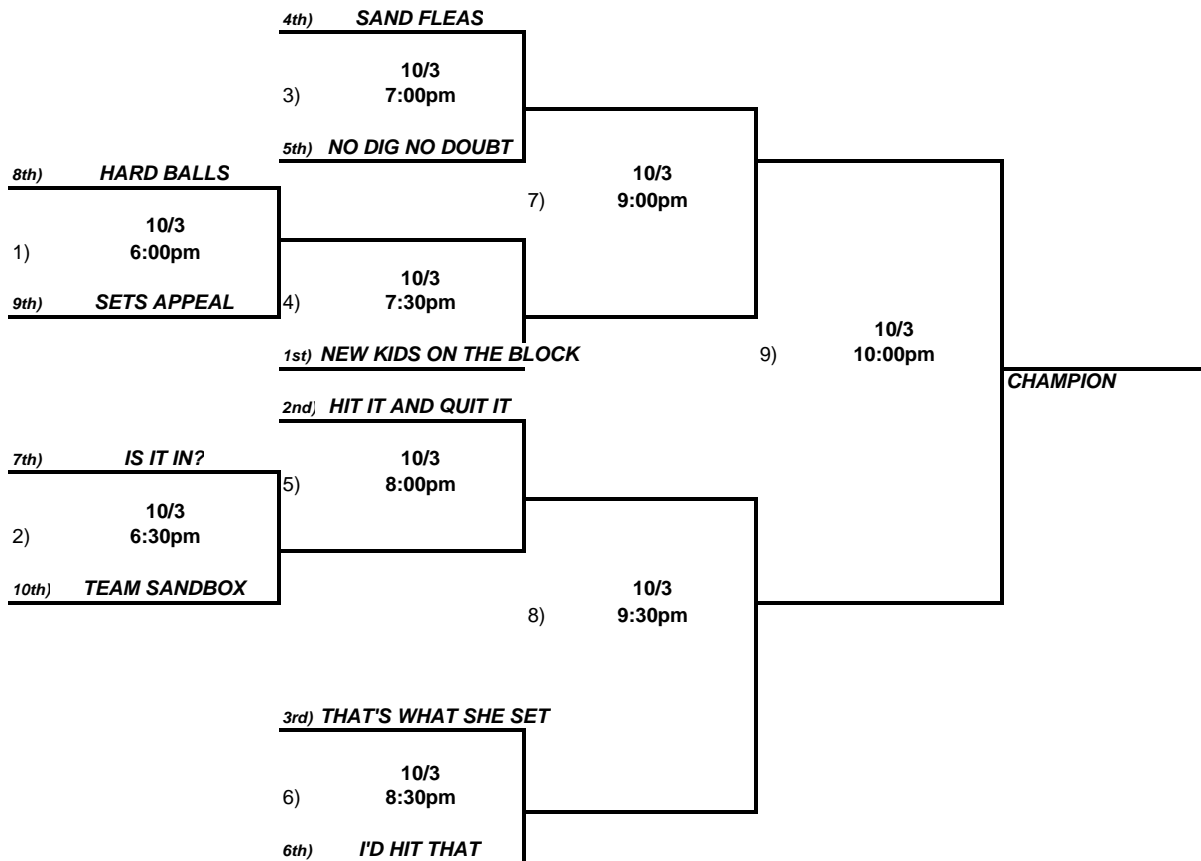 4th) SAND FLEAS
10/3
3) 7:00pm
5th) NO DIG NO DOUBT
8th) HARD BALLS
10/3
7) 9:00pm
10/3
1) 6:00pm
10/3
9th) SETS APPEAL 4) 7:30pm
10/3
1st) NEW KIDS ON THE BLOCK 9) 10:00pm
CHAMPION
2nd) HIT IT AND QUIT IT
7th) IS IT IN? 10/3
5) 8:00pm
10/3
2) 6:30pm
10th) TEAM SANDBOX 10/3
8) 9:30pm
3rd) THAT'S WHAT SHE SET
10/3
6) 8:30pm
6th) I'D HIT THAT